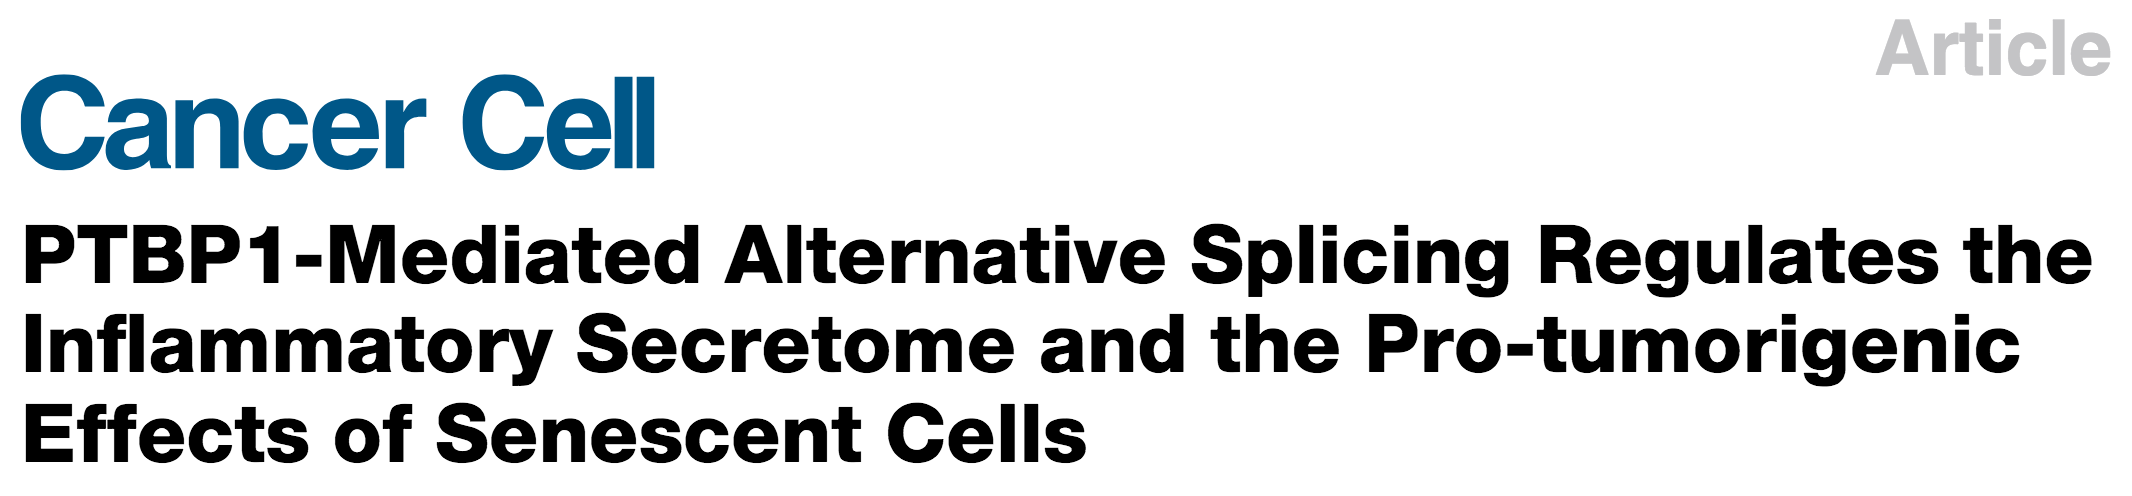 Article
Cancer Cell
PTBP1-Mediated Alternative Splicing Regulates the
Inflammatory Secretome and the Pro-tumorigenic
Effects of Senescent Cells